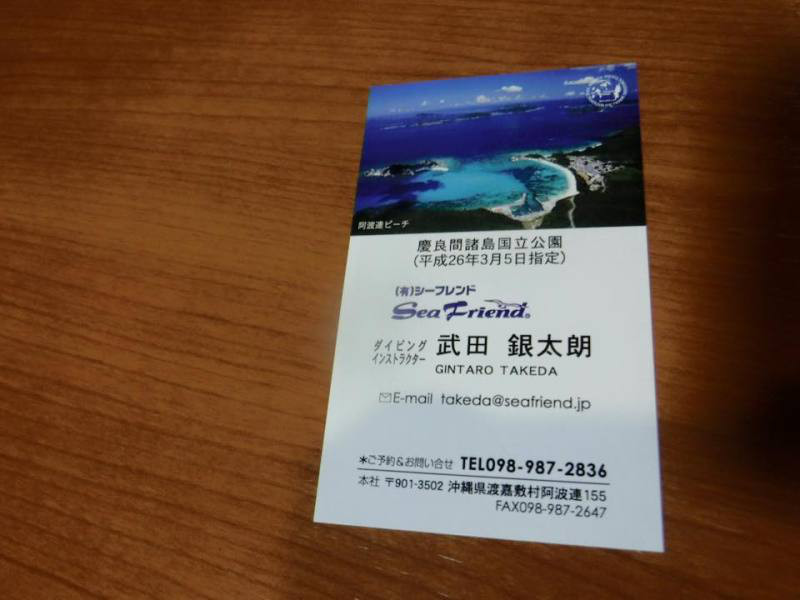 阿波連ビーチ
慶良間諸島国立公園
(平成26年3月5日指定)
(有)シーフレンド
Sea Friend®
ダイビング
インストラクター
武田 銀太朗
GINTARO TAKEDA
E-mail takeda@seafriend.jp
*ご予約&お問い合せ TEL098-987-2836
本社 〒901-3502 沖縄県渡嘉敷村阿波連155
FAX098-987-2647